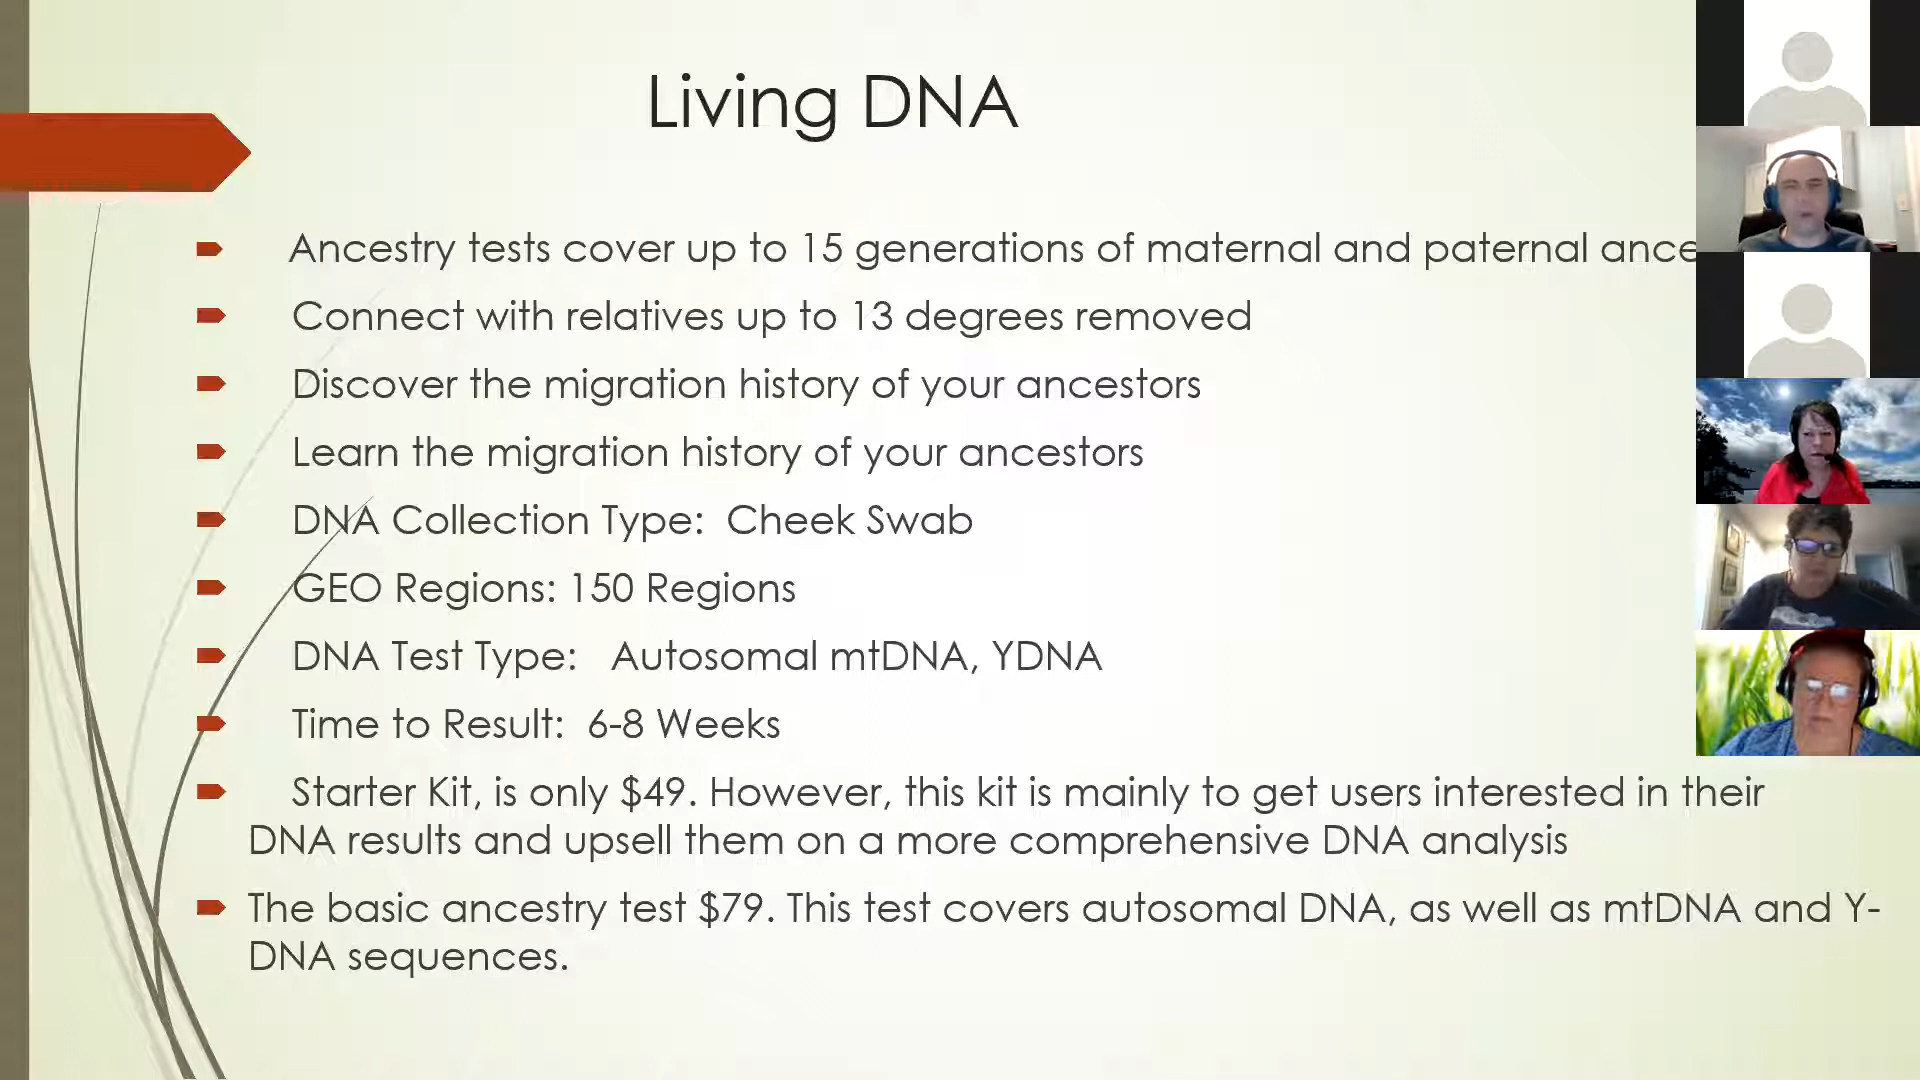 Living DNA
Ancestry tests cover up to 15 generations of maternal and paternal
Connect with relatives up to 13 degrees removed
Discover the migration history of your ancestors
Learn the migration history of your ancestors
DNA Collection Type: Cheek Swab
GEO Regions: 150 Regions
DNA Test Type: Autosomal mtDNA, YDNA
Time to Result: 6-8 Weeks
Starter Kit, is only $49. However, this kit is mainly to get users interested in their
DNA results and upsell them on a more comprehensive DNA analysis
The basic ancestry test $79. This test covers autosomal DNA, as well as mtDNA and Y-
DNA sequences.